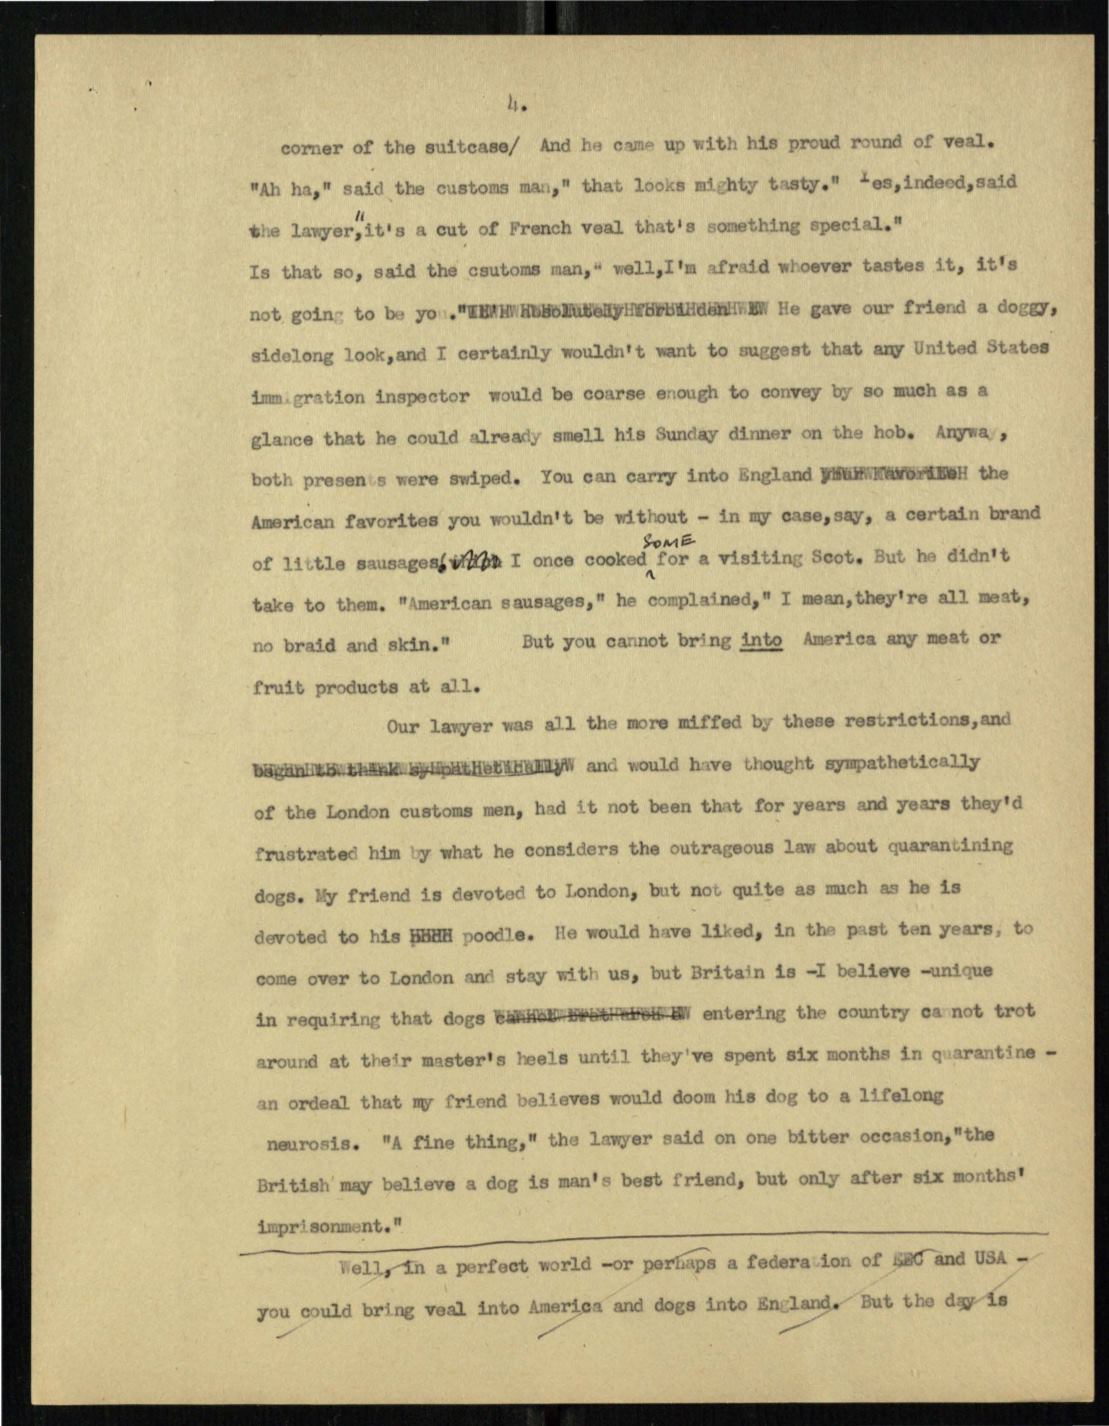 4.
corner of the suitcase/ And he came up with his proud round of veal.
"Ah ha," said the customs man," that looks mighty tasty." Yes,indeed,said
the lawyer,"it's a cut of French veal that's something special."
Is that so, said the csutoms man," well,I'm afraid whoever tastes it, it's
not going to be you." He gave our friend a doggy,
sidelong look,and I certainly wouldn't want to suggest that any United States
immigration inspector would be coarse enough to convey by so much as a
glance that he could already smell his Sunday dinner on the hob. Anyway,
both presents were swiped. You can carry into England your favorite the
American favorites you wouldn't be without - in my case,say, a certain brand
of little sausages, I once cooked SOME for a visiting Scot. But he didn't
take to them. "American sausages," he complained," I mean,they're all meat,
no braid and skin." But you cannot bring into America any meat or
fruit products at all.
Our lawyer was all the more miffed by these restrictions,and
began to think sympathetically and would have thought sympathetically
of the London customs men, had it not been that for years and years they'd
frustrated him by what he considers the outrageous law about quarantining
dogs. My friend is devoted to London, but not quite as much as he is
devoted to his poodle. He would have liked, in the past ten years, to
come over to London and stay with us, but Britain is -I believe -unique
in requiring that dogs entering the country cannot trot
around at their master's heels until they've spent six months in quarantine -
an ordeal that my friend believes would doom his dog to a lifelong
neurosis. "A fine thing," the lawyer said on one bitter occasion,"the
British may believe a dog is man's best friend, but only after six months'
imprisonment."
Well, in a perfect world -or perhaps a federation of EEC and USA -
you could bring veal into America and dogs into England. But the day is